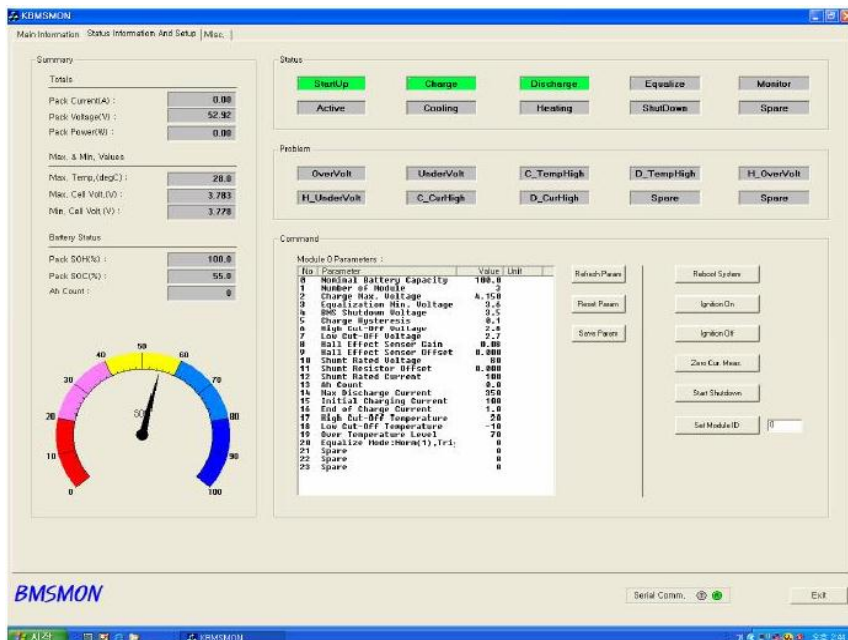 KBMSMON
Main Information Status Information And Setup Misc.
Summary
Totals
Pack Current(A) : 0.00
Pack Voltage(V) : 52.92
Pack Power(W) : 0.00
Max. & Min. Values
Max. Temp.(degC) : 28.0
Max. Cell Volt.(V) : 3.783
Min. Cell Volt (V) : 3.778
Battery Status
Pack SOH(%) : 100.0
Pack SOC(%) : 55.0
Ah Count : 0
0 10 20 30 40 50 60 70 80 90 100
Status
StartUp Charge Discharge Equalize Monitor
Active Cooling Heating ShutDown Spare
Problem
OverVolt UnderVolt C_TempHigh D_TempHigh H_OverVolt
H_UnderVolt C_CurHigh D_CurHigh Spare Spare
Command
Module 0 Parameters :
No Parameter Value Unit
0 Nominal Battery Capacity 100.0
1 Number of Module 3
2 Charge Max. Voltage 4.150
3 Equalization Min. Voltage 3.6
4 BMS Shutdown Voltage 3.5
5 Charge Hysteresis 0.1
6 High Cut-Off Voltage 2.8
7 Low Cut-Off Voltage 2.7
8 Hall Effect Sensor Gain 0.08
9 Hall Effect Sensor Offset 0.000
10 Shunt Rated Voltage
11 Shunt Resistor Offset 0.000
12 Shunt Rated Current 100
13 Ah Count 0.0
14 Max Discharge Current 350
15 Initial Charging Current 100
16 End of Charge Current 1.0
17 High Cut-Off Temperature 20
18 Low Cut-Off Temperature -10
19 Over Temperature Level 70
20 Equalize Mode:Norm(1),Tri 0
21 Spare 0
22 Spare 0
23 Spare 0
Refresh Param
Reset Param
Save Param
Reboot System
Ignition On
Ignition Off
Zero Cur. Meas.
Start Shutdown
Set Module ID 0
BMSMON
Serial Comm.
Exit
시작 KBMSMON 오후 2:44